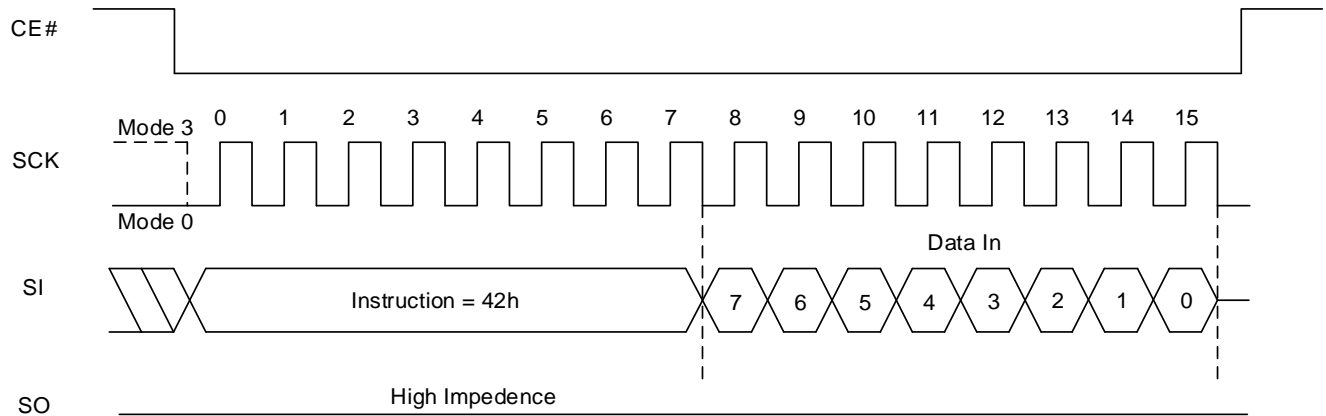 CE#
Mode 3
0 1 2 3 4 5 6 7 8 9 10 11 12 13 14 15
SCK
Mode 0
Data In
SI
Instruction = 42h
7 6 5 4 3 2 1 0
High Impedence
SO